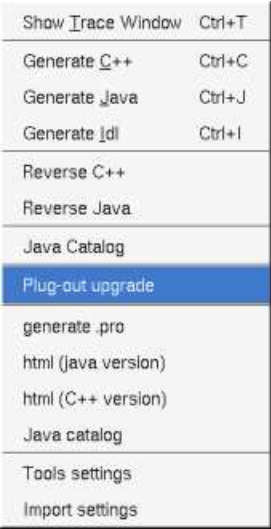 Show Trace Window Ctrl+T
Generate C++ Ctrl+C
Generate Java Ctrl+J
Generate Idl Ctrl+I
Reverse C++
Reverse Java
Java Catalog
Plug-out upgrade
generate .pro
html (java version)
html (C++ version)
Java catalog
Tools settings
Import settings